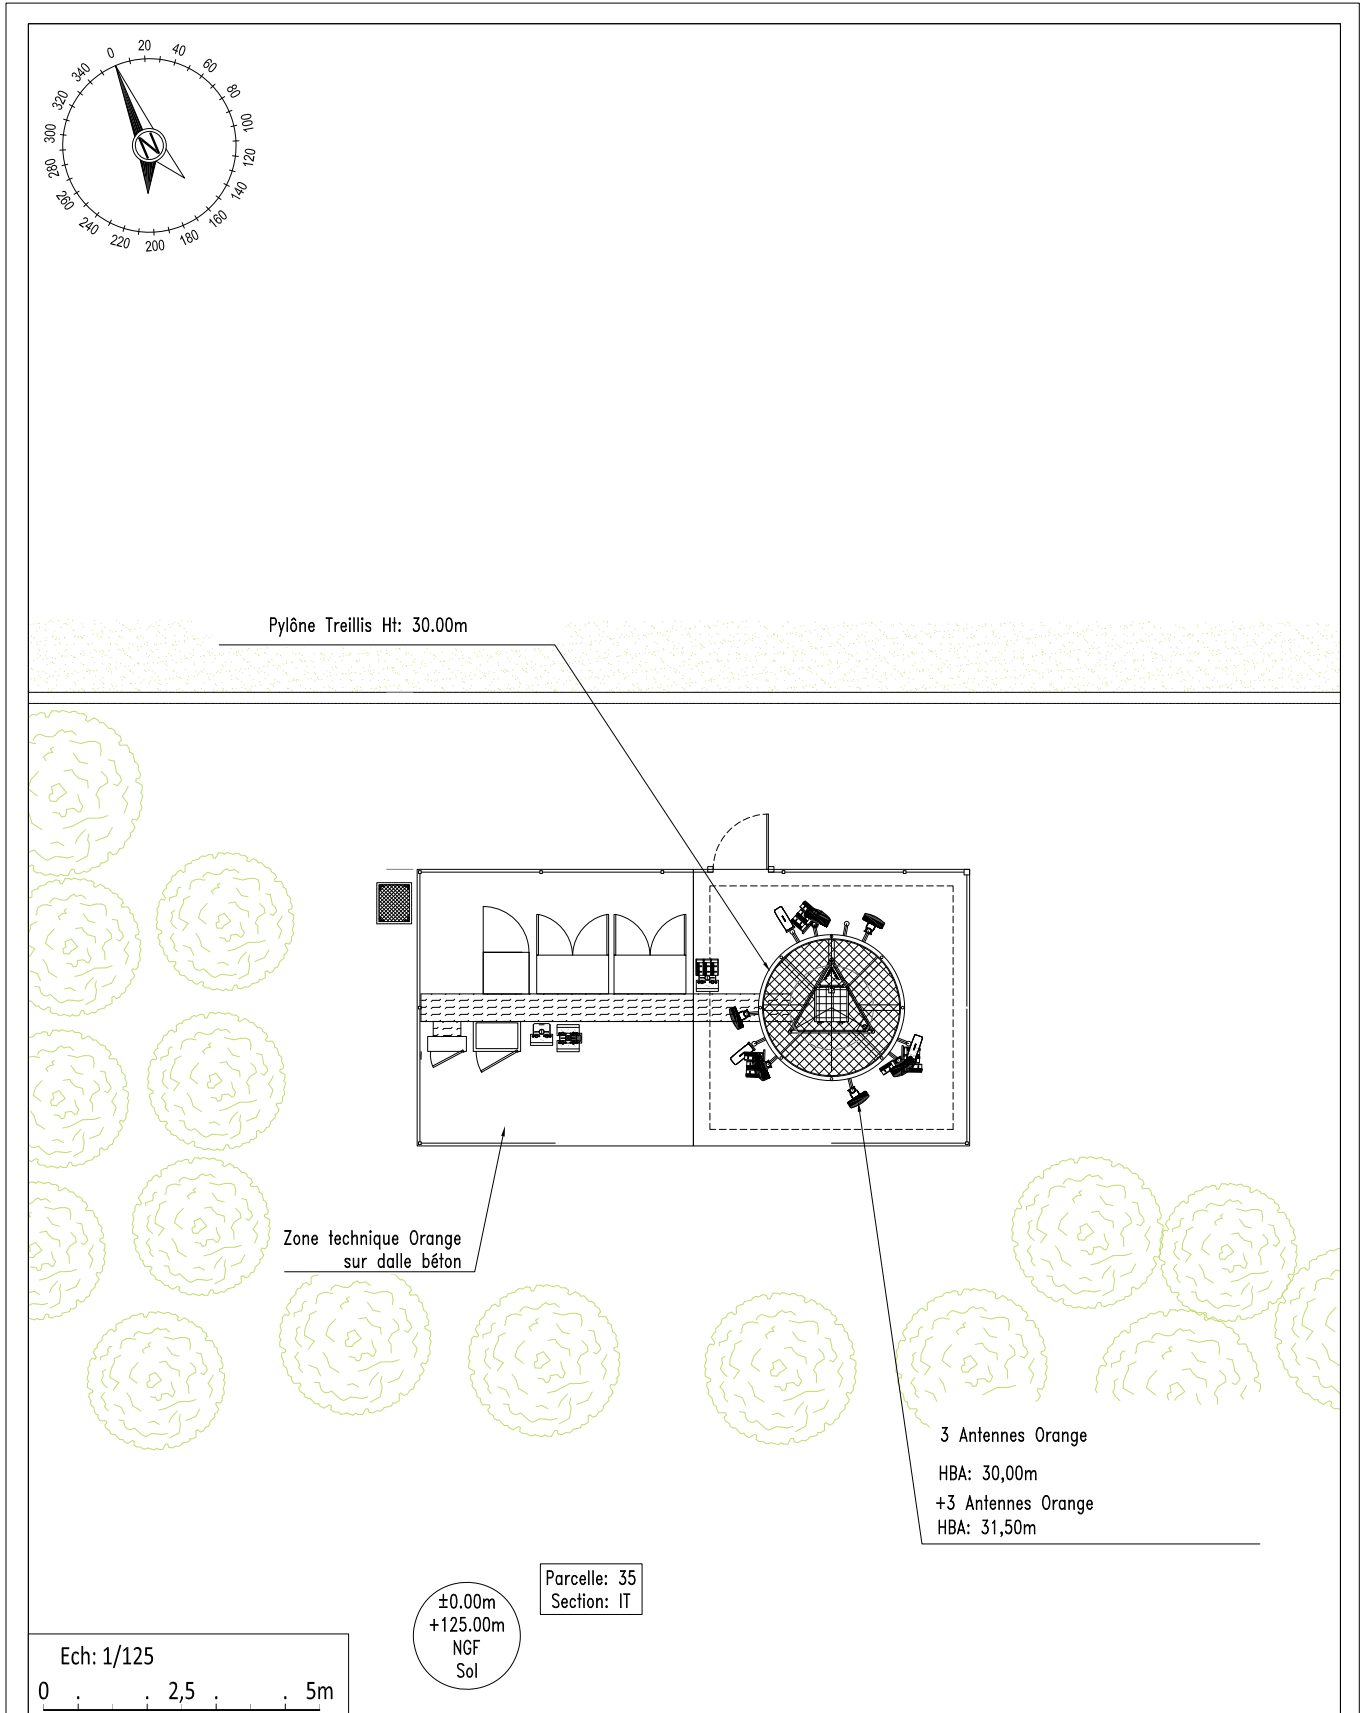 0
20
40
60
80
100
120
140
160
180
200
220
240
260
280
300
320
340
N
Pylône Treillis Ht: 30.00m
Zone technique Orange
sur dalle béton
3 Antennes Orange
HBA: 30,00m
+3 Antennes Orange
HBA: 31,50m
Parcelle: 35
Section: IT
±0.00m
+125.00m
NGF
Sol
Ech: 1/125
0 . . 2,5 . . 5m